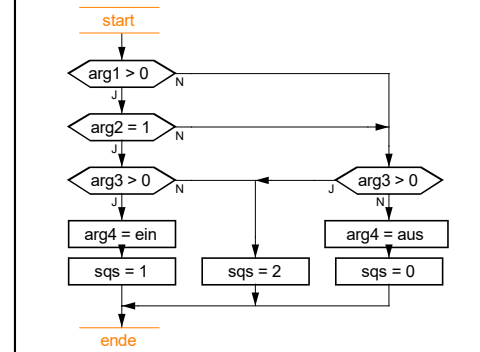 start
arg1 > 0
N
J
arg2 = 1
N
J
arg3 > 0
N
J
arg3 > 0
J
N
arg4 = ein
arg4 = aus
sqs = 1
sqs = 2
sqs = 0
ende